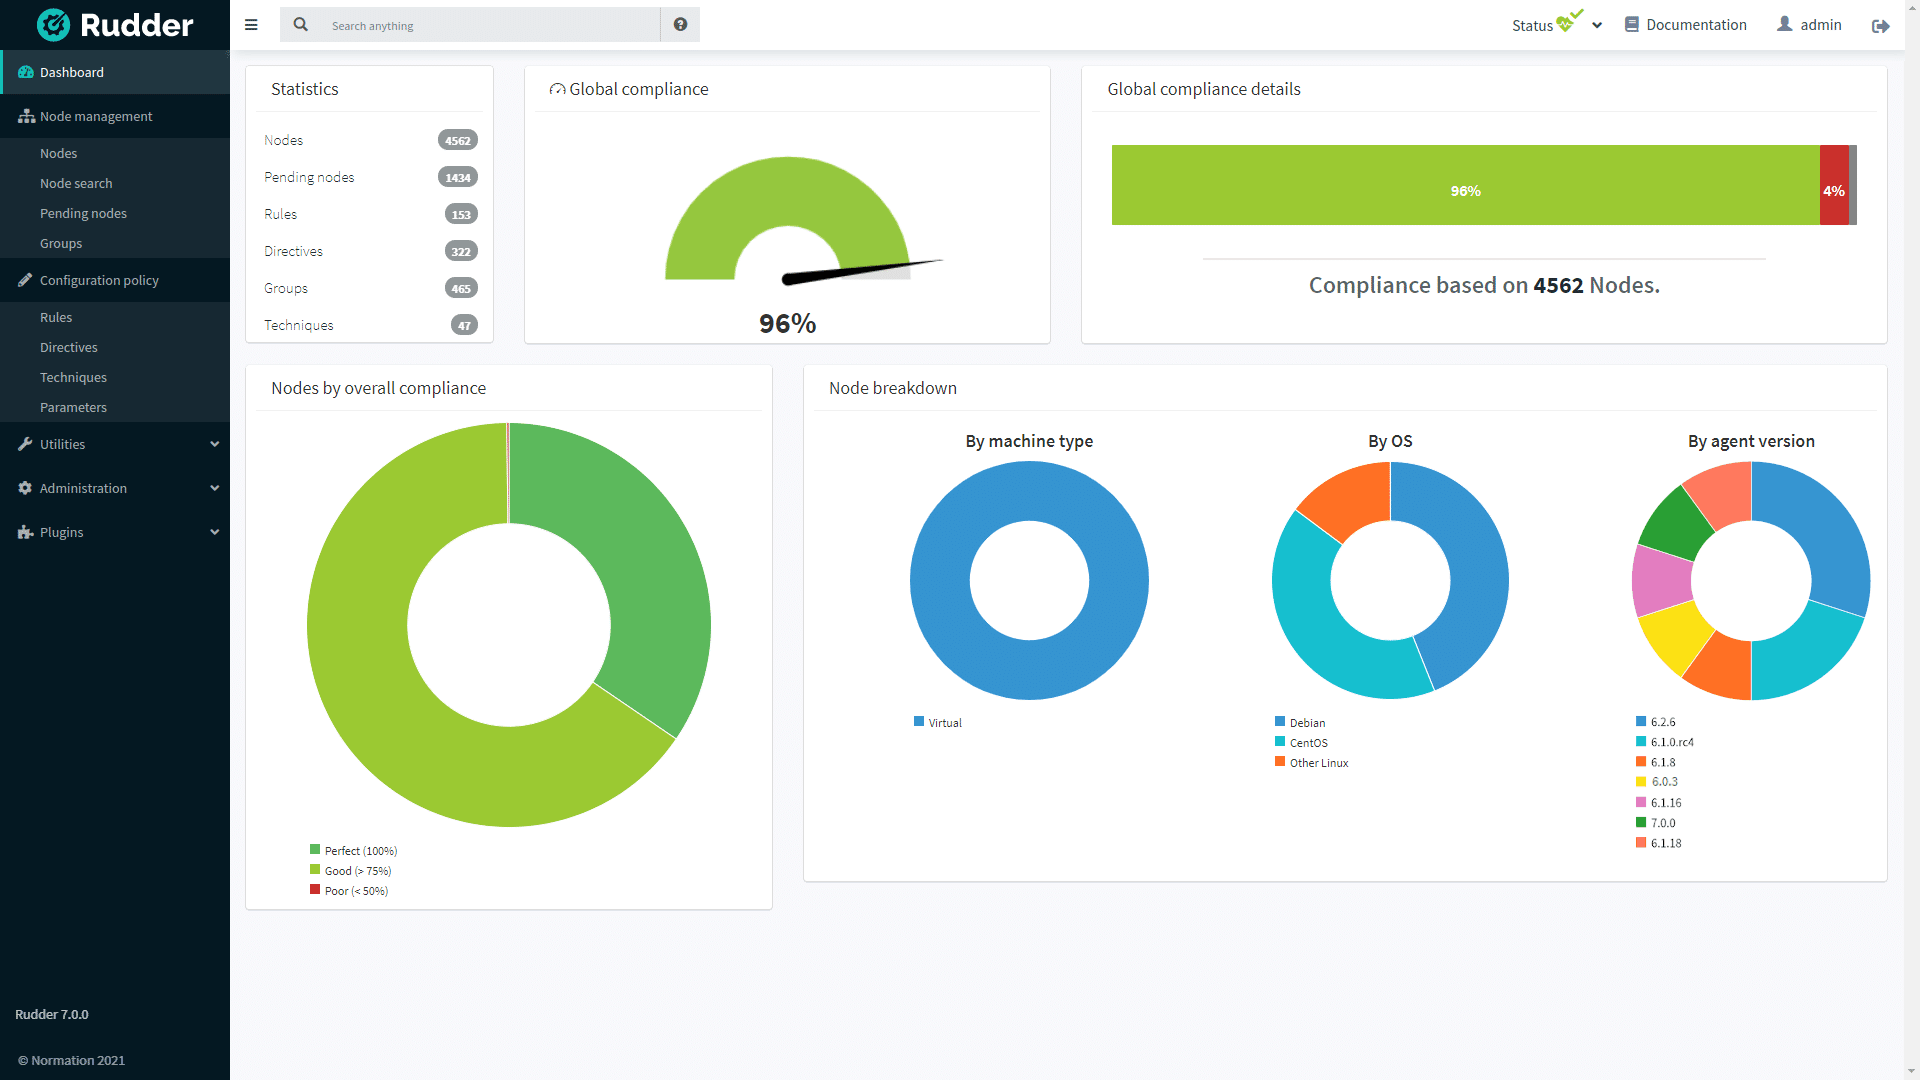 Rudder
Search anything
Status
Documentation
admin
Dashboard
Node management
Nodes
Node search
Pending nodes
Groups
Configuration policy
Rules
Directives
Techniques
Parameters
Utilities
Administration
Plugins
Rudder 7.0.0
© Normation 2021
Statistics
Nodes 4562
Pending nodes 1434
Rules 153
Directives 322
Groups 465
Techniques 47
Global compliance
96%
Global compliance details
96% 4%
Compliance based on 4562 Nodes.
Nodes by overall compliance
Perfect (100%)
Good (> 75%)
Poor (< 50%)
Node breakdown
By machine type
Virtual
By OS
Debian
CentOS
Other Linux
By agent version
6.2.6
6.1.0.rc4
6.1.8
6.0.3
6.1.16
7.0.0
6.1.18